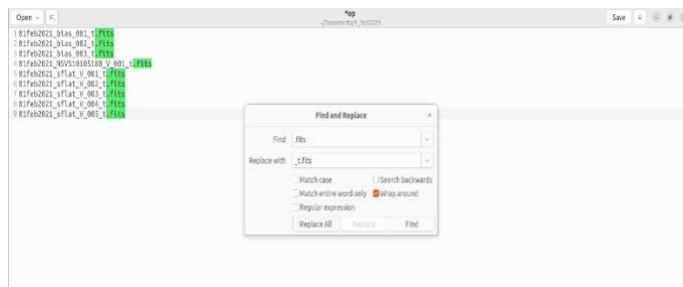 Open
*op
~/Documents/1_feb2021
Save
1 01feb2021_bias_001_t.fits
2 01feb2021_bias_002_t.fits
3 01feb2021_bias_003_t.fits
4 01feb2021_NSVS10105180_V_001_t.fits
5 01feb2021_sflat_V_001_t.fits
6 01feb2021_sflat_V_002_t.fits
7 01feb2021_sflat_V_003_t.fits
8 01feb2021_sflat_V_004_t.fits
9 01feb2021_sflat_V_005_t.fits
Find and Replace
Find .fits
Replace with _t.fits
Match case Search backwards
Match entire word only Wrap around
Regular expression
Replace All Replace Find